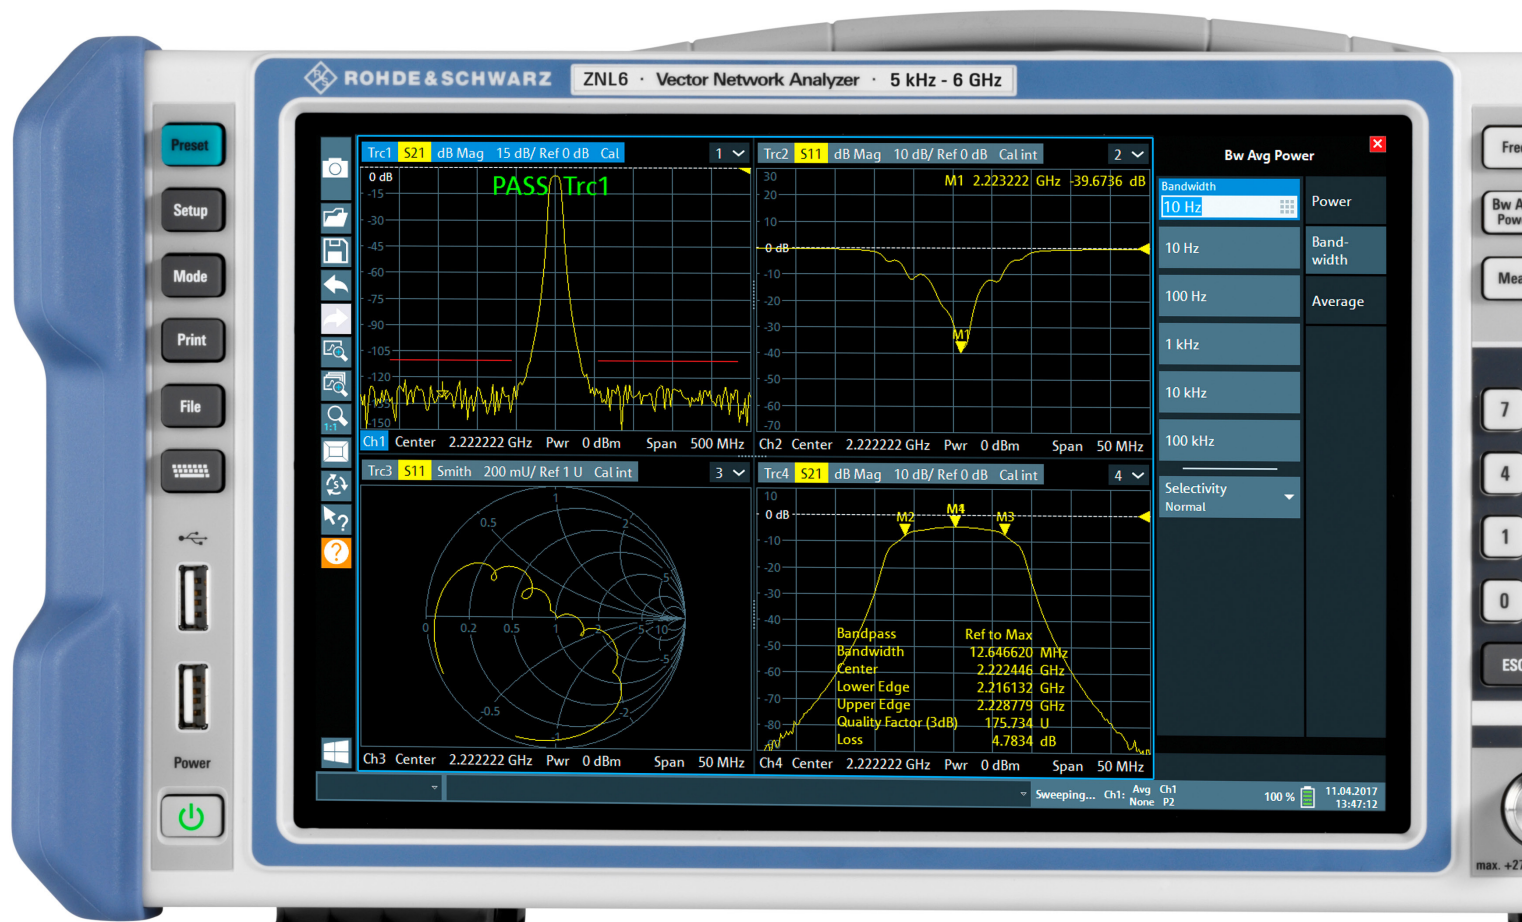 ROHDE&SCHWARZ
ZNL6 · Vector Network Analyzer · 5 kHz - 6 GHz
Preset
Setup
Mode
Print
File
Power
1:1
Trc1 S21 dB Mag 15 dB/ Ref 0 dB Cal 1
0 dB
PASS Trc1
-15
-30
-45
-60
-75
-90
-105
-120
-150
Ch1 Center 2.222222 GHz Pwr 0 dBm Span 500 MHz
Trc2 S11 dB Mag 10 dB/ Ref 0 dB Cal int 2
M1 2.223222 GHz -39.6736 dB
30
20
10
0 dB
-10
-20
-30
-40
-50
-60
-70
M1
Ch2 Center 2.222222 GHz Pwr 0 dBm Span 50 MHz
Trc3 S11 Smith 200 mU/ Ref 1 U Cal int 3
0.5
1
2
5
0
0.2
0.5
1
2
5
10
-5
-0.5
-1
-2
Ch3 Center 2.222222 GHz Pwr 0 dBm Span 50 MHz
Trc4 S21 dB Mag 10 dB/ Ref 0 dB Cal int 4
10
0 dB
-10
-20
-30
-40
-50
-60
-70
-80
M2
M4
M3
Bandpass Ref to Max
Bandwidth 12.646620 MHz
Center 2.222446 GHz
Lower Edge 2.216132 GHz
Upper Edge 2.228779 GHz
Quality Factor (3dB) 175.734 U
Loss 4.7834 dB
Ch4 Center 2.222222 GHz Pwr 0 dBm Span 50 MHz
Bw Avg Power
Bandwidth
10 Hz
10 Hz
100 Hz
1 kHz
10 kHz
100 kHz
Selectivity
Normal
Power
Band-
width
Average
Sweeping... Ch1: Avg None Ch1 P2
100 %
11.04.2017
13:47:12
Fre
Bw A
Pow
Mea
7
4
1
0
ESC
max. +27